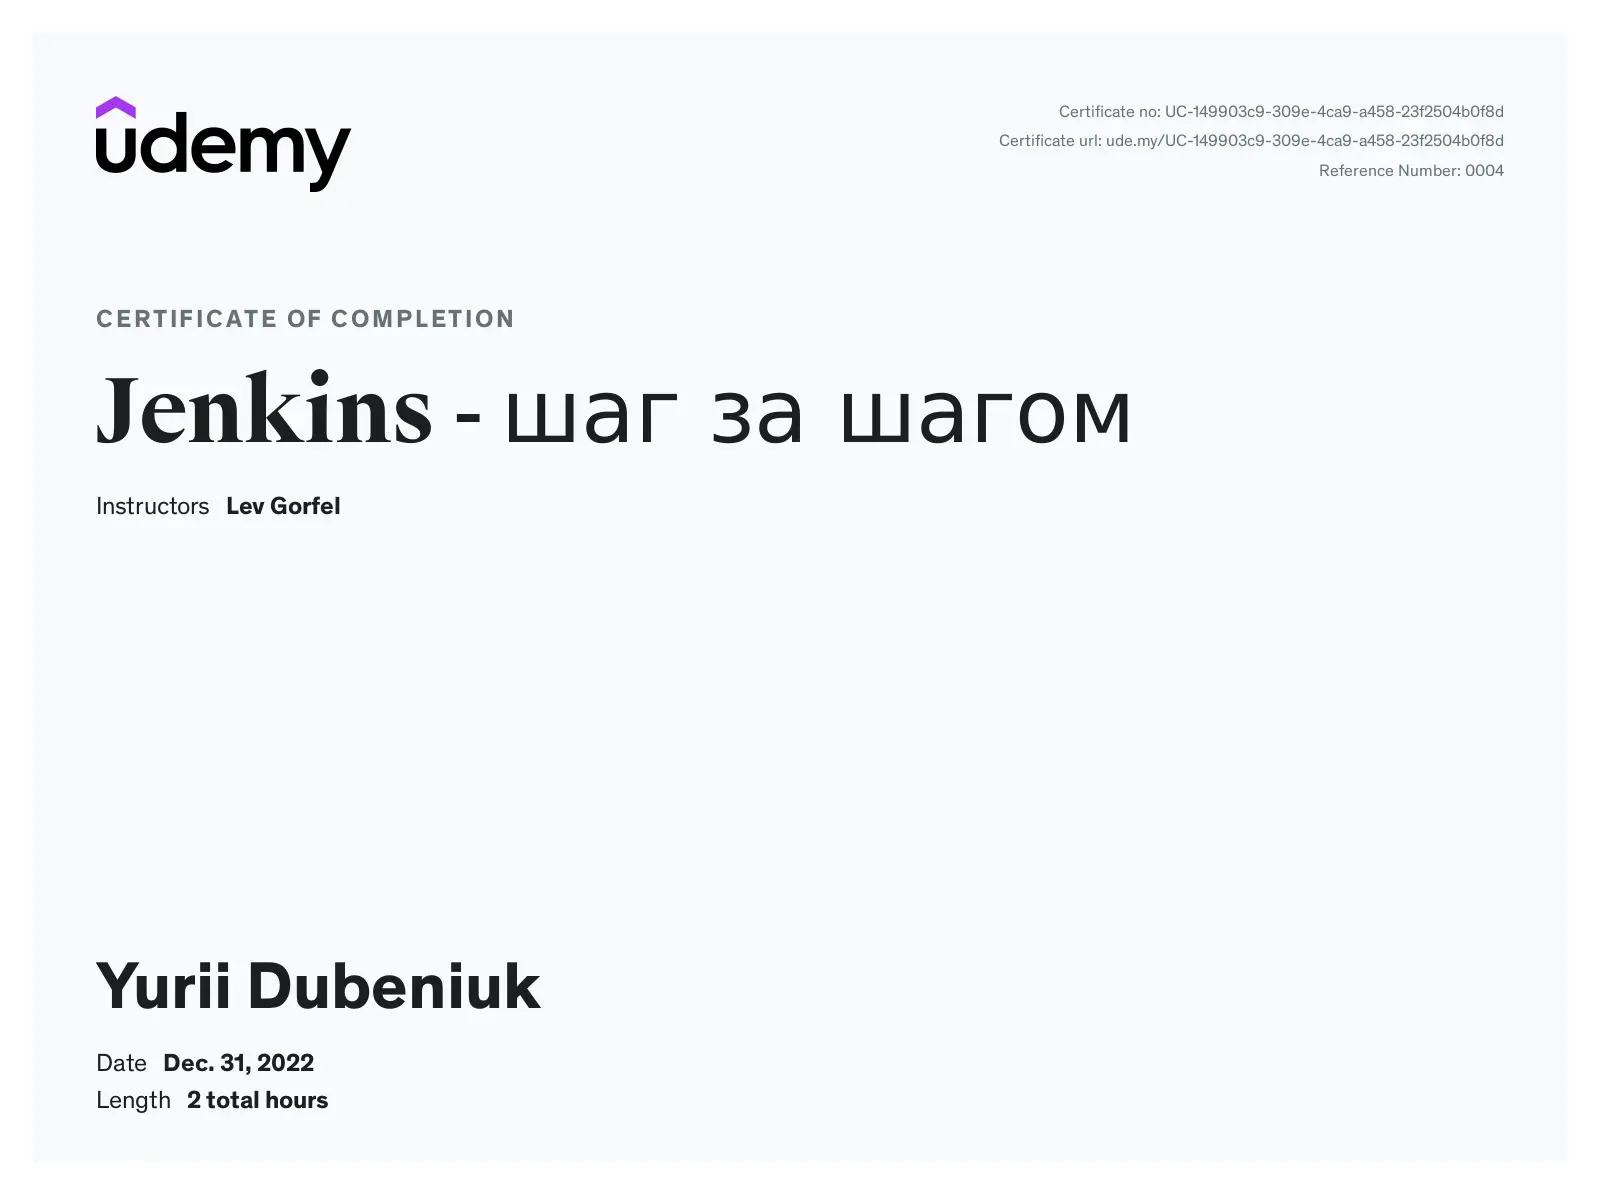 udemy
Certificate no: UC-149903c9-309e-4ca9-a458-23f2504b0f8d
Certificate url: ude.my/UC-149903c9-309e-4ca9-a458-23f2504b0f8d
Reference Number: 0004
CERTIFICATE OF COMPLETION
Jenkins - шаг за шагом
Instructors Lev Gorfel
Yurii Dubeniuk
Date Dec. 31, 2022
Length 2 total hours